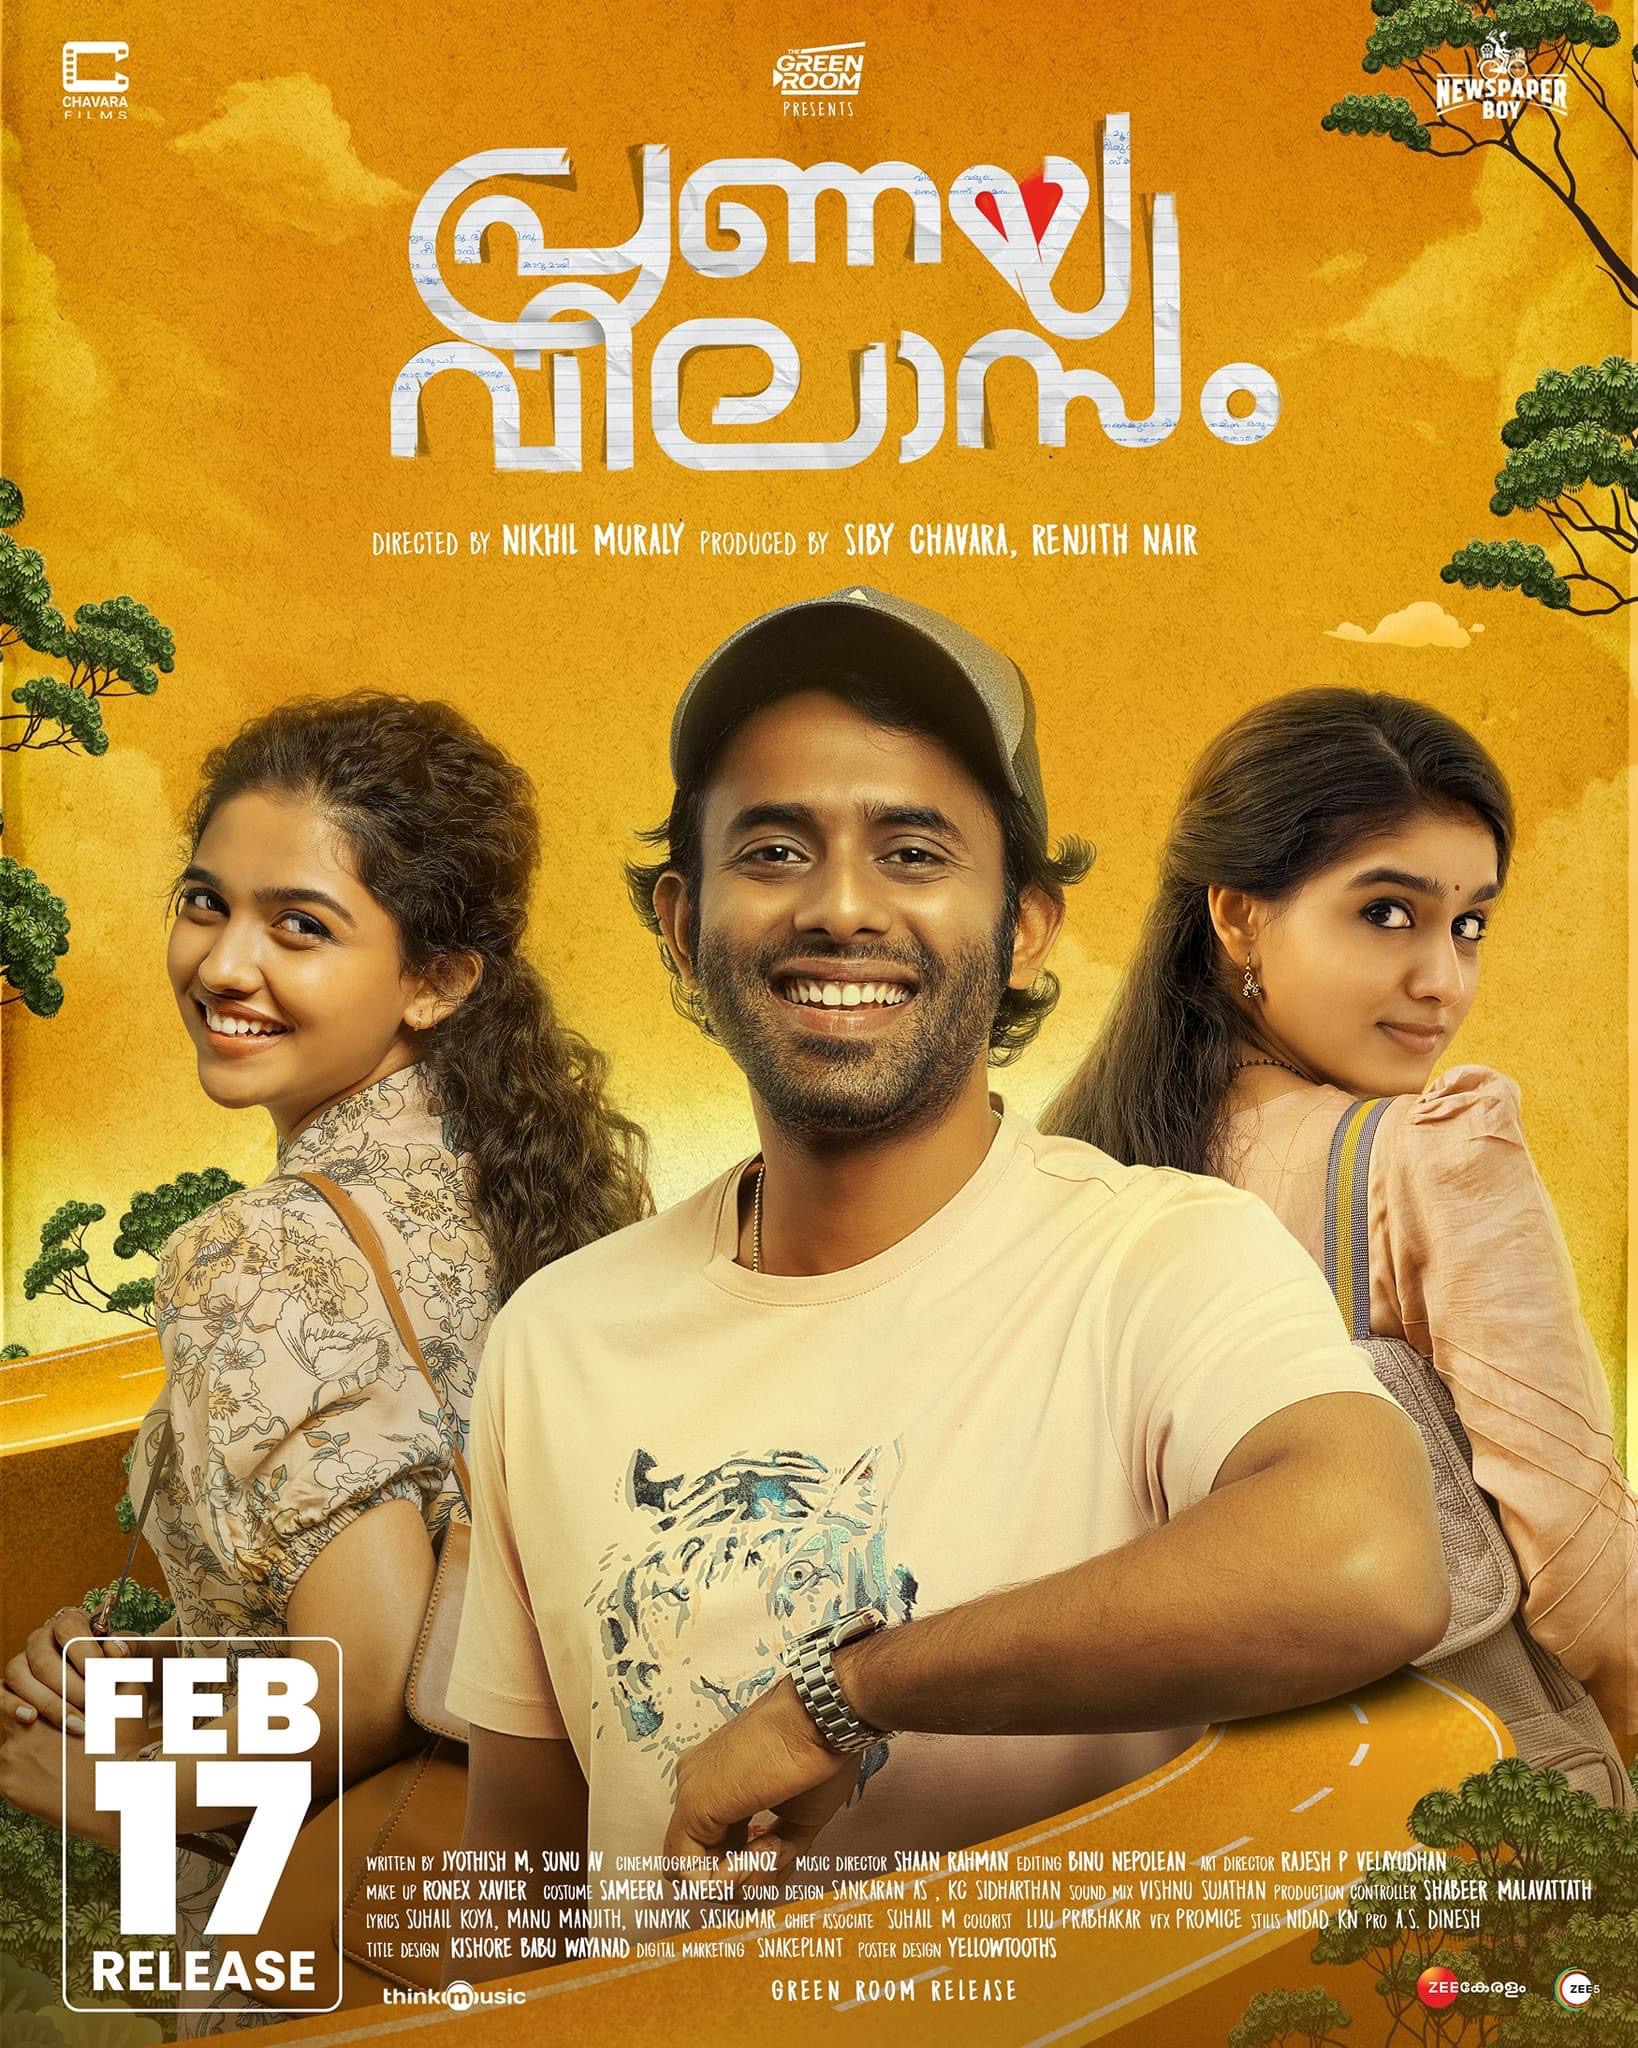 CHAVARA
FILMS
THE
GREEN
ROOM
PRESENTS
NEWSPAPER
BOY
പ്രണയ
വിലാസം
DIRECTED BY NIKHIL MURALY PRODUCED BY SIBY CHAVARA, RENJITH NAIR
FEB
17
RELEASE
WRITTEN BY JYOTHISH M, SUNU AV CINEMATOGRAPHER SHINOZ MUSIC DIRECTOR SHAAN RAHMAN EDITING BINU NEPOLEAN ART DIRECTOR RAJESH P VELAYUDHAN
MAKE UP RONEX XAVIER COSTUME SAMEERA SANEESH SOUND DESIGN SANKARAN AS , KC SIDHARTHAN SOUND MIX VISHNU SUJATHAN PRODUCTION CONTROLLER SHABEER MALAVATTATH
LYRICS SUHAIL KOYA, MANU MANJITH, VINAYAK SASIKUMAR CHIEF ASSOCIATE SUHAIL M COLORIST LIJU PRABHAKAR VFX PROMICE STILLS NIDAD KN PRO A.S. DINESH
TITLE DESIGN KISHORE BABU WAYANAD DIGITAL MARKETING SNAKEPLANT POSTER DESIGN YELLOWTOOTHS
think music
GREEN ROOM RELEASE
ZEE കേരളം
ZEE5